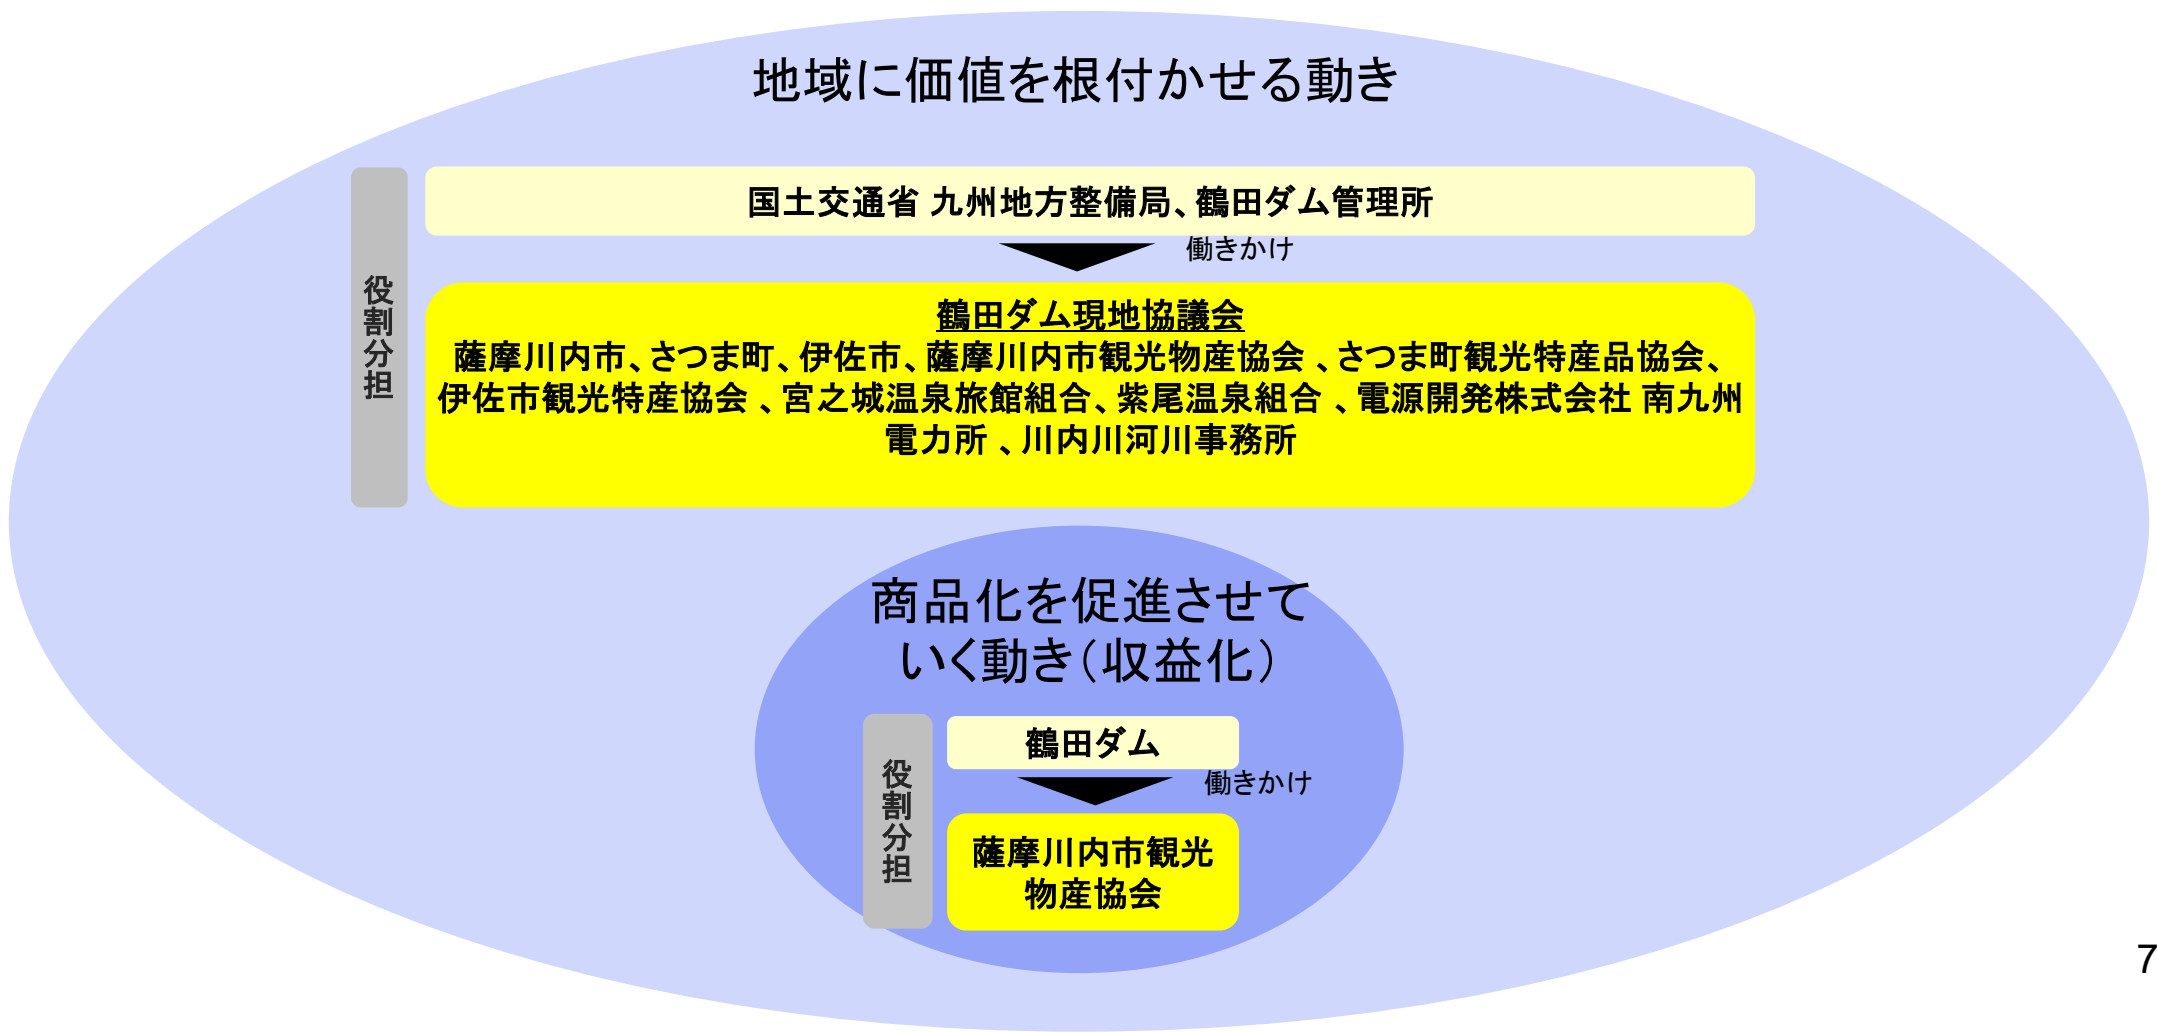 地域に価値を根付かせる動き
役割分担
国土交通省 九州地方整備局、鶴田ダム管理所
働きかけ
鶴田ダム現地協議会
薩摩川内市、さつま町、伊佐市、薩摩川内市観光物産協会 、さつま町観光特産品協会、
伊佐市観光特産協会 、宮之城温泉旅館組合、紫尾温泉組合 、電源開発株式会社 南九州
電力所 、川内川河川事務所
商品化を促進させて
いく動き（収益化）
役割分担
鶴田ダム
働きかけ
薩摩川内市観光
物産協会
7